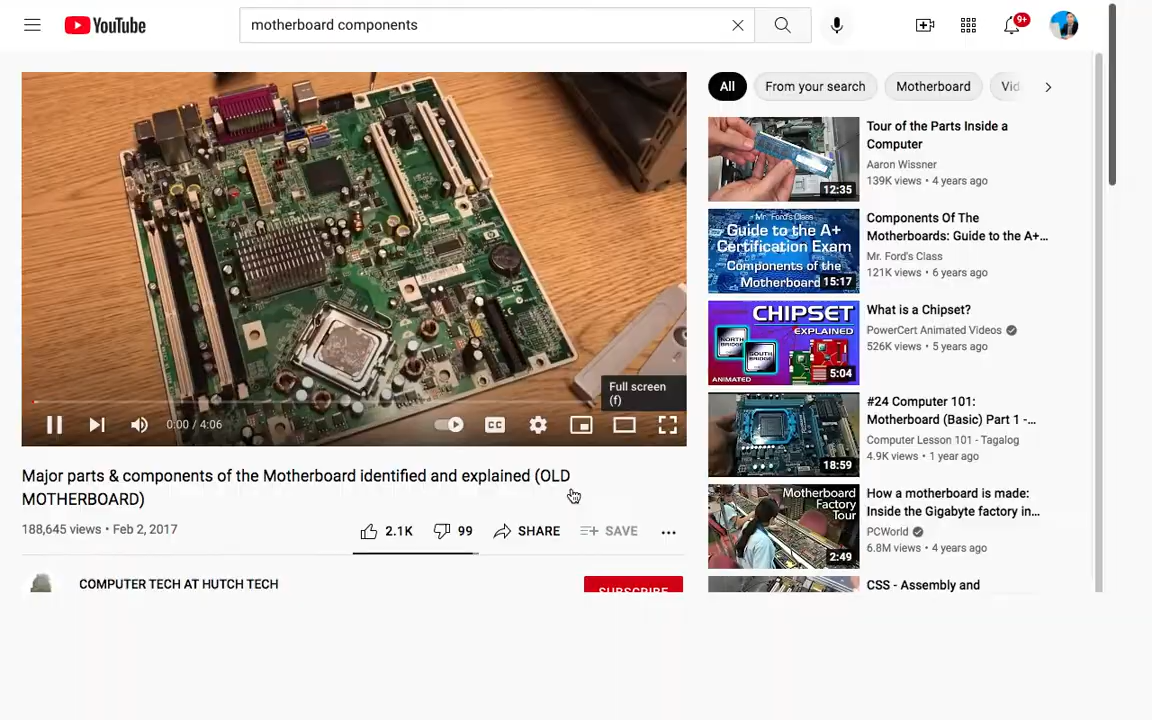 YouTube
motherboard components
9+
Full screen
(f)
0:00 / 4:06
CC
Major parts & components of the Motherboard identified and explained (OLD
MOTHERBOARD)
188,645 views • Feb 2, 2017
2.1K
99
SHARE
SAVE
COMPUTER TECH AT HUTCH TECH
SUBSCRIBE
All
From your search
Motherboard
Vid
12:35
Tour of the Parts Inside a
Computer
Aaron Wissner
139K views • 4 years ago
Mr. Ford's Class
Guide to the A+
Certification Exam
Components of the
Motherboard
15:17
Components Of The
Motherboards: Guide to the A+...
Mr. Ford's Class
121K views • 6 years ago
CHIPSET
EXPLAINED
NORTH
BRIDGE
SOUTH
BRIDGE
ANIMATED
5:04
What is a Chipset?
PowerCert Animated Videos
526K views • 5 years ago
18:59
#24 Computer 101:
Motherboard (Basic) Part 1 -...
Computer Lesson 101 - Tagalog
4.9K views • 1 year ago
Motherboard
Factory
Tour
2:49
How a motherboard is made:
Inside the Gigabyte factory in...
PCWorld
6.8M views • 4 years ago
CSS - Assembly and